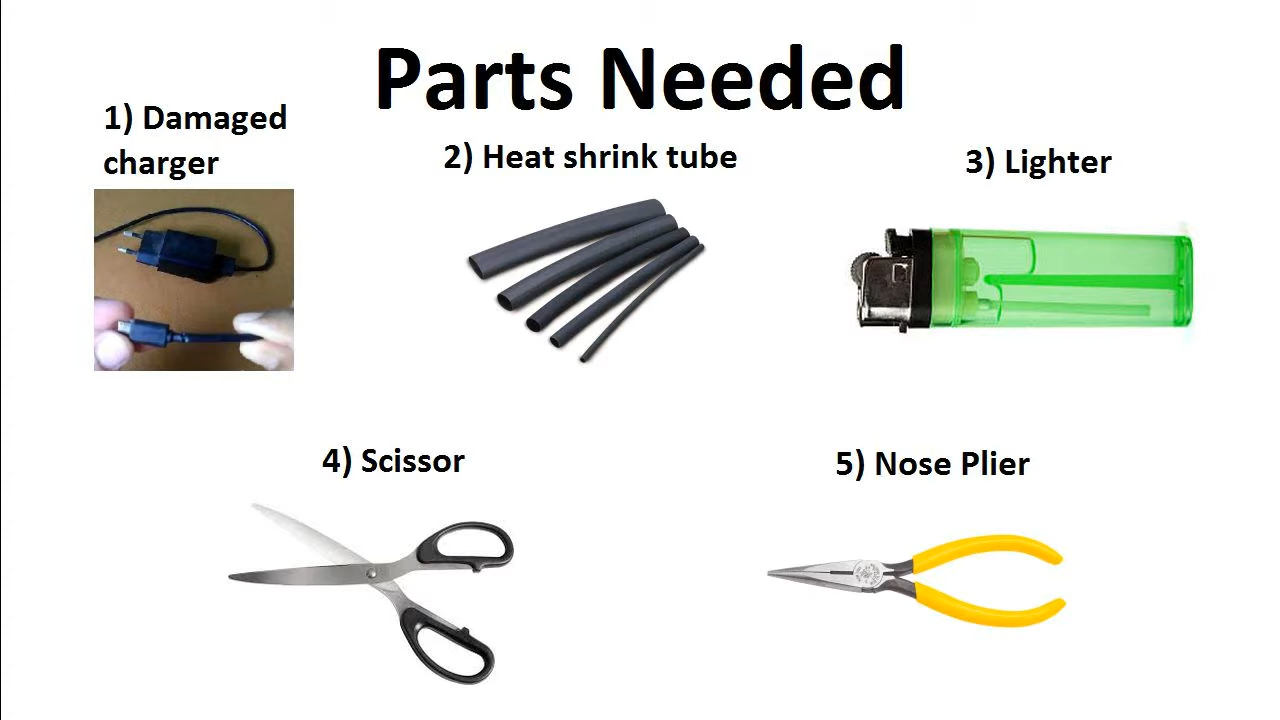 Parts Needed
1) Damaged
charger
2) Heat shrink tube
3) Lighter
4) Scissor
5) Nose Plier